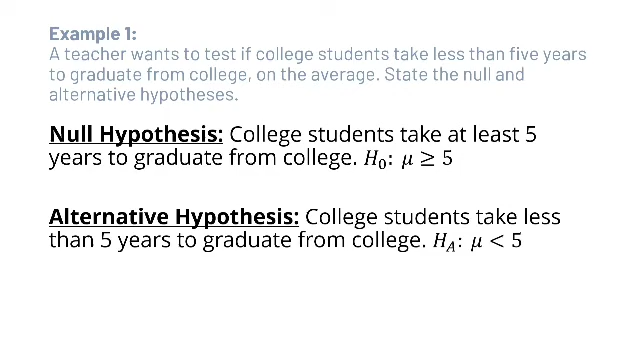 Example 1:
A teacher wants to test if college students take less than five years
to graduate from college, on the average. State the null and
alternative hypotheses.
Null Hypothesis: College students take at least 5
years to graduate from college. H₀: μ ≥ 5
Alternative Hypothesis: College students take less
than 5 years to graduate from college. H_A: μ < 5